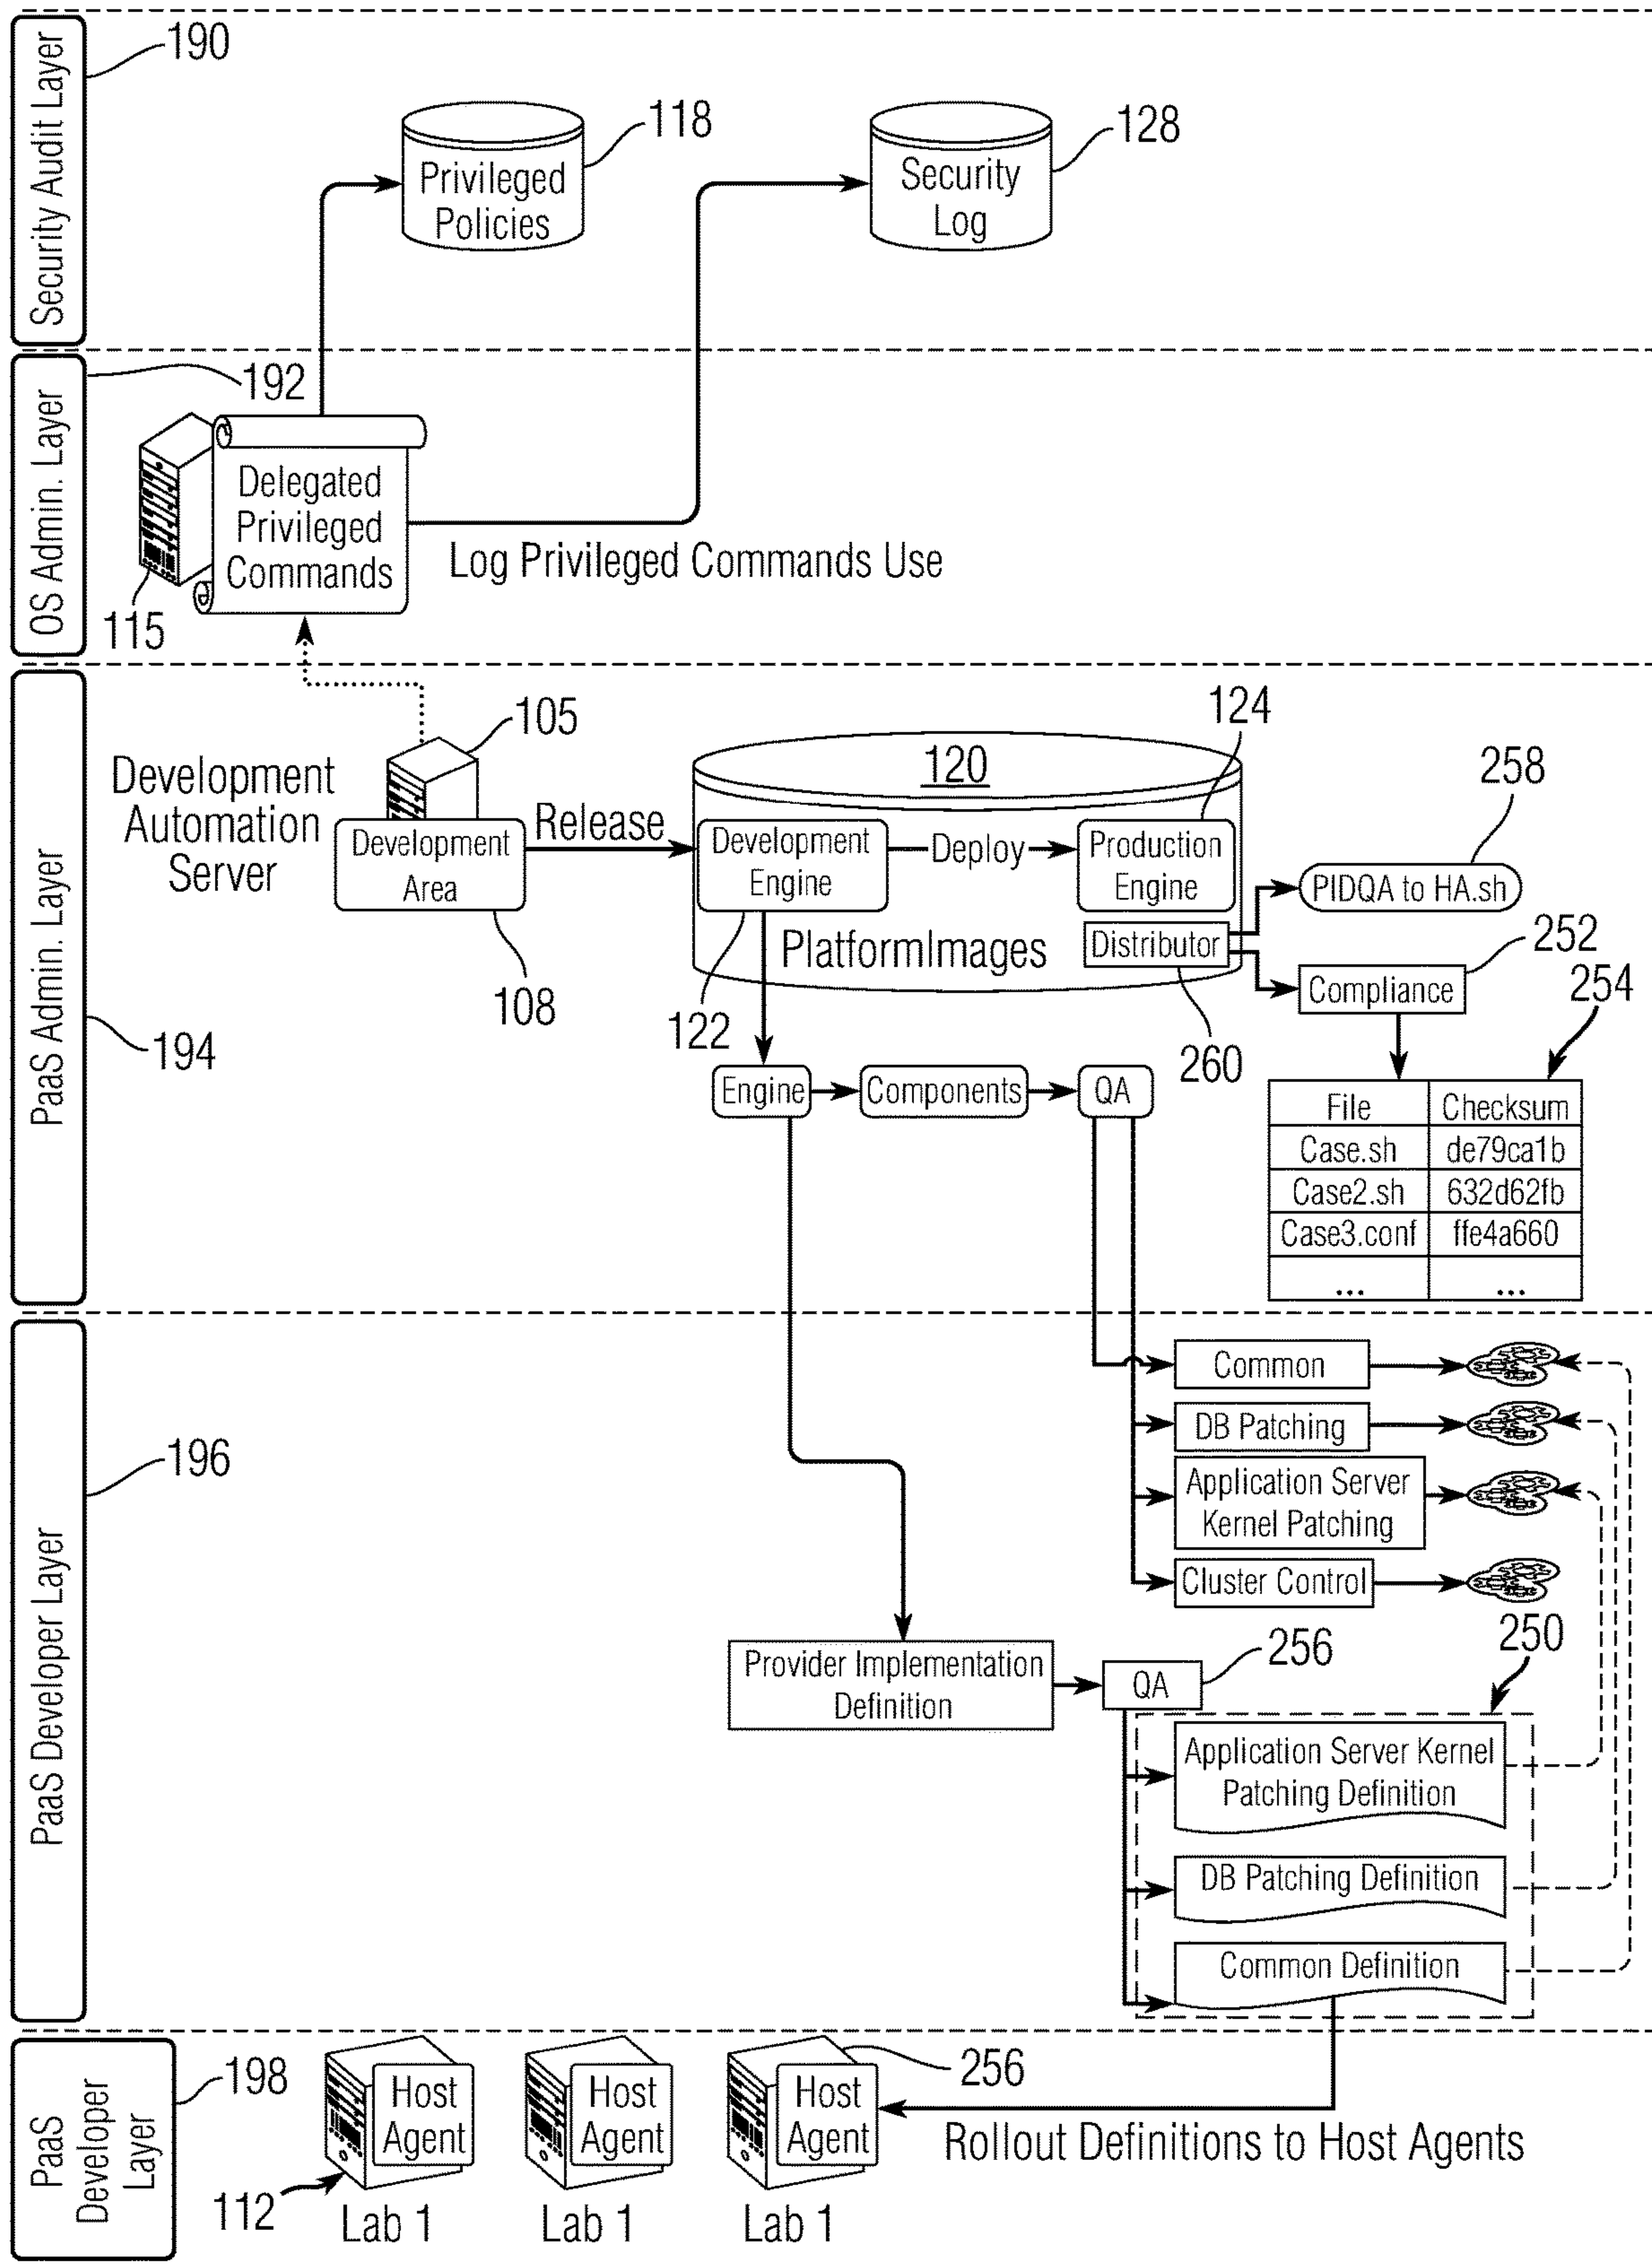 Security Audit Layer
190
118
Privileged
Policies
128
Security
Log
OS Admin. Layer
192
Delegated
Privileged
Commands
115
Log Privileged Commands Use
PaaS Admin. Layer
194
105
Development
Automation
Server
Development
Area
108
Release
120
124
Development
Engine
Deploy
Production
Engine
122
PlatformImages
Distributor
260
258
PIDQA to HA.sh
252
Compliance
254
Engine
Components
QA
File Checksum
Case.sh de79ca1b
Case2.sh 632d62fb
Case3.conf ffe4a660
... ...
PaaS Developer Layer
196
Common
DB Patching
Application Server
Kernel Patching
Cluster Control
Provider Implementation
Definition
QA
256
250
Application Server Kernel
Patching Definition
DB Patching Definition
Common Definition
PaaS
Developer
Layer
198
Host
Agent
112
Lab 1
Host
Agent
Lab 1
Host
Agent
256
Lab 1
Rollout Definitions to Host Agents